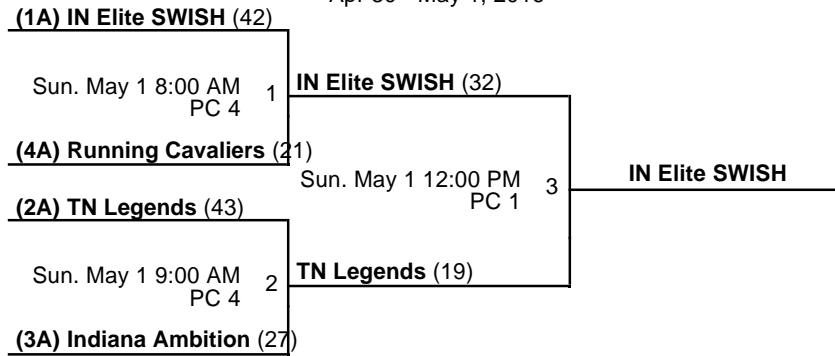 (1A) IN Elite SWISH (42)
Sun. May 1 8:00 AM
PC 4
1
IN Elite SWISH (32)
(4A) Running Cavaliers (21)
Sun. May 1 12:00 PM
PC 1
3
IN Elite SWISH
(2A) TN Legends (43)
Sun. May 1 9:00 AM
PC 4
2
TN Legends (19)
(3A) Indiana Ambition (27)